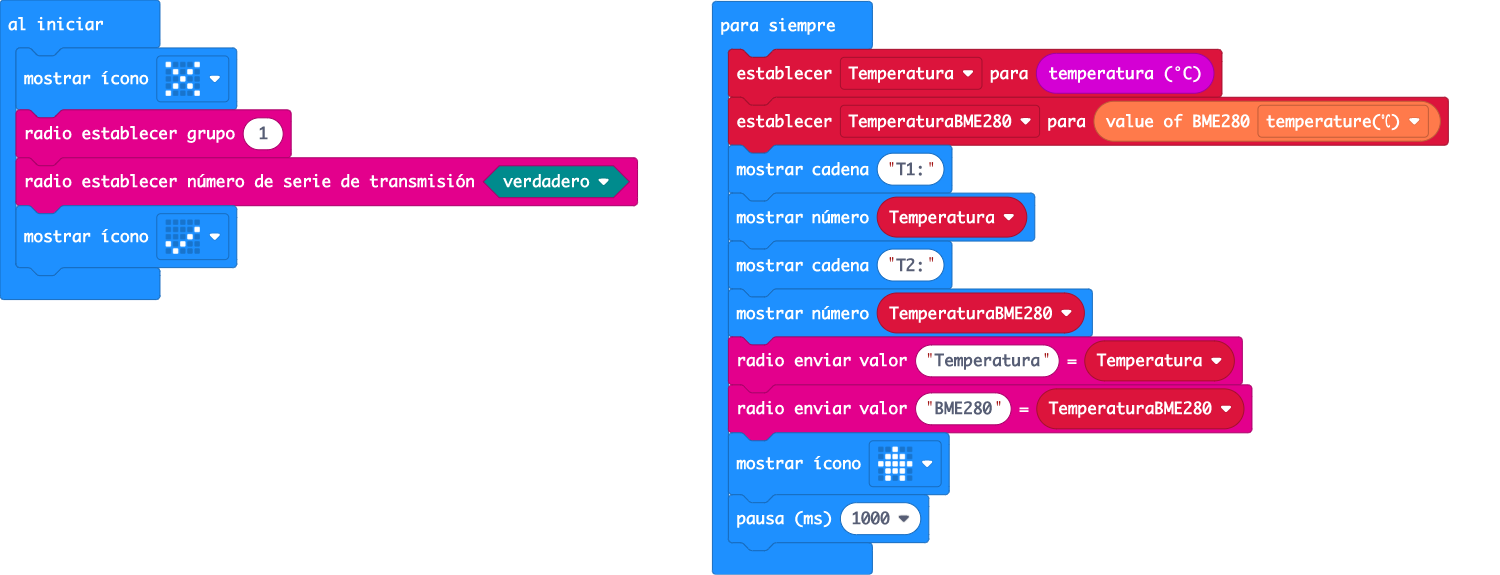 al iniciar
mostrar ícono
radio establecer grupo 1
radio establecer número de serie de transmisión verdadero
mostrar ícono
para siempre
establecer Temperatura para temperatura (°C)
establecer TemperaturaBME280 para value of BME280 temperature(℃)
mostrar cadena "T1:"
mostrar número Temperatura
mostrar cadena "T2:"
mostrar número TemperaturaBME280
radio enviar valor "Temperatura" = Temperatura
radio enviar valor "BME280" = TemperaturaBME280
mostrar ícono
pausa (ms) 1000